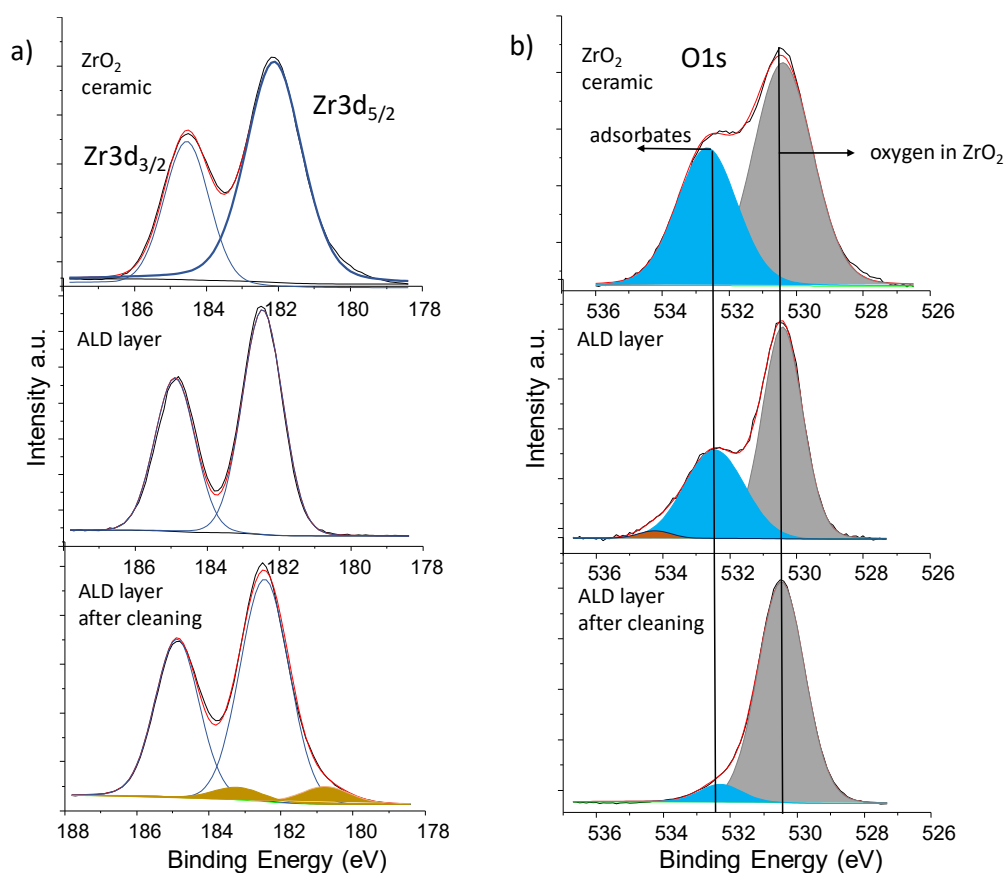 a)
ZrO₂
ceramic
Zr3d₃/₂
Zr3d₅/₂
186 184 182 180 178
ALD layer
186 184 182 180 178
ALD layer
after cleaning
188 186 184 182 180 178
Binding Energy (eV)
Intensity a.u.
b)
ZrO₂
ceramic
O1s
adsorbates
oxygen in ZrO₂
536 534 532 530 528 526
ALD layer
536 534 532 530 528 526
ALD layer
after cleaning
536 534 532 530 528 526
Binding Energy (eV)
Intensity a.u.